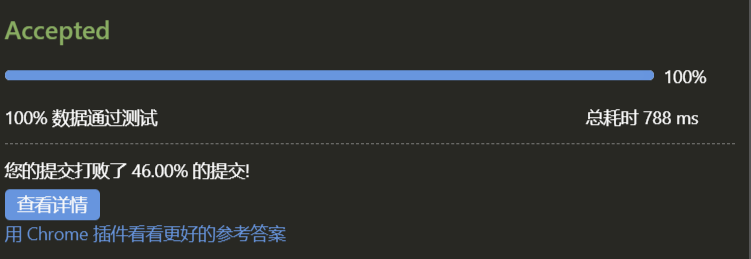 Accepted
100%
100% 数据通过测试 总耗时 788 ms
您的提交打败了 46.00% 的提交!
查看详情
用 Chrome 插件看看更好的参考答案